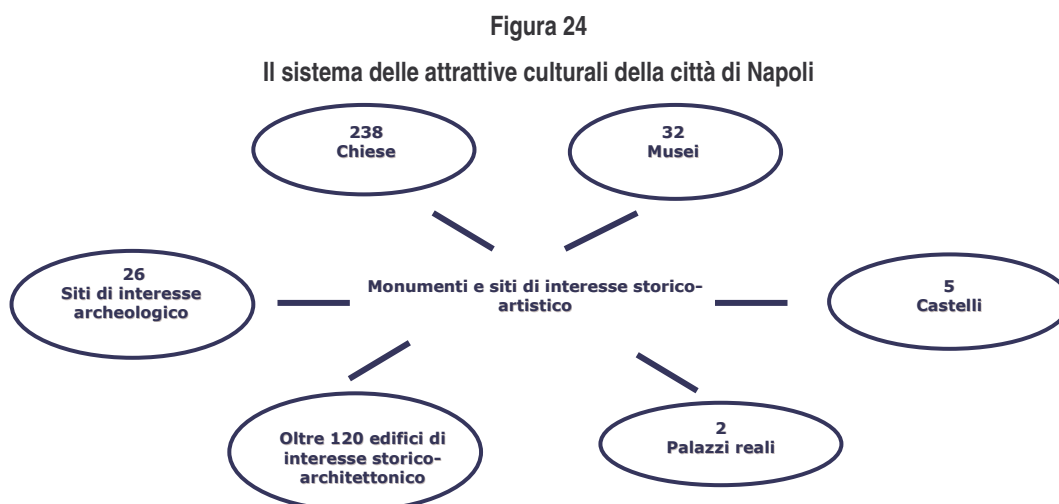 Figura 24
Il sistema delle attrattive culturali della città di Napoli
238
Chiese
32
Musei
26
Siti di interesse
archeologico
Monumenti e siti di interesse storico-
artistico
5
Castelli
Oltre 120 edifici di
interesse storico-
architettonico
2
Palazzi reali